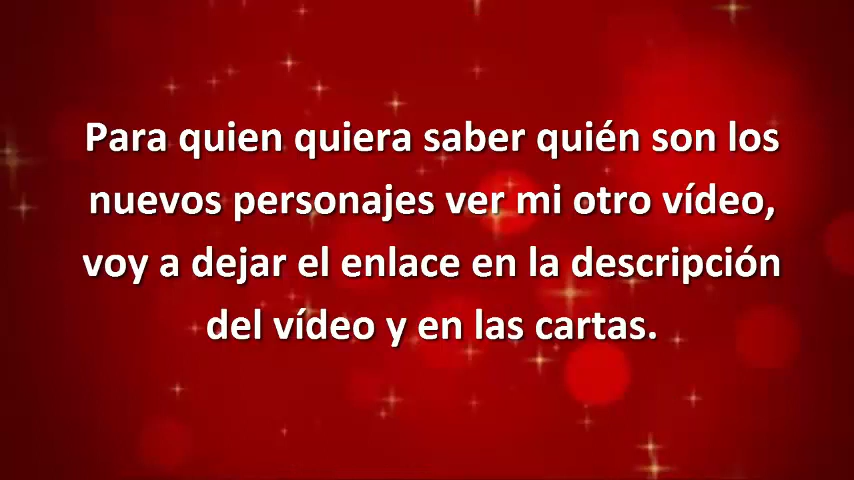 Para quien quiera saber quién son los
nuevos personajes ver mi otro vídeo,
voy a dejar el enlace en la descripción
del vídeo y en las cartas.